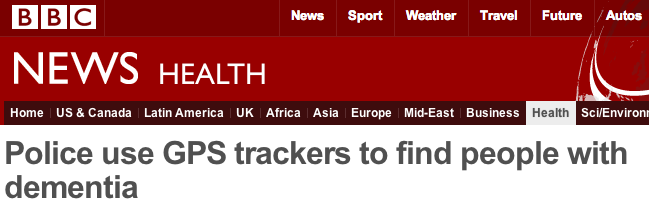 BBC News Sport Weather Travel Future Autos
NEWS HEALTH
Home US & Canada Latin America UK Africa Asia Europe Mid-East Business Health Sci/Environ
Police use GPS trackers to find people with
dementia